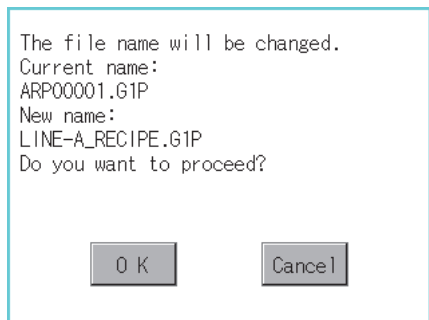 The file name will be changed.
Current name:
ARP00001.G1P
New name:
LINE-A_RECIPE.G1P
Do you want to proceed?
OK Cancel